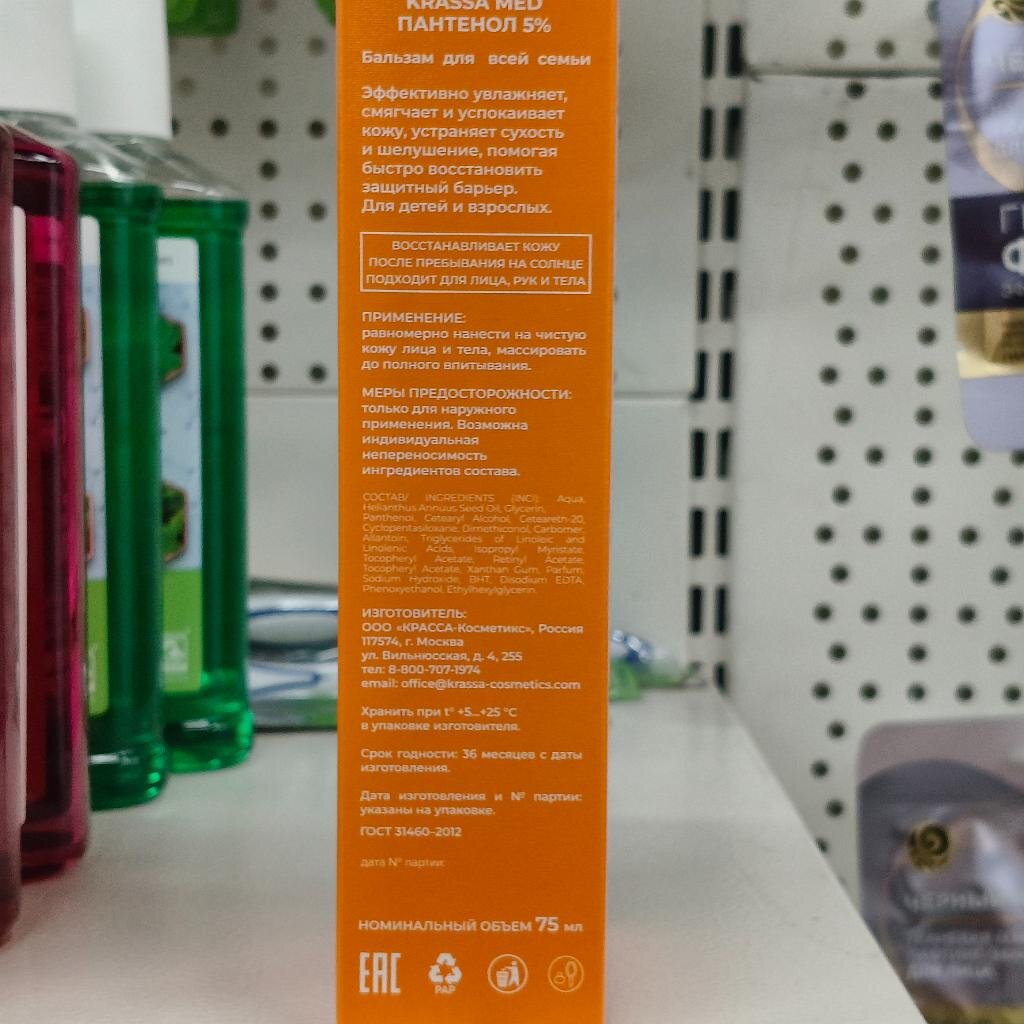 KRASSA MED
ПАНТЕНОЛ 5%
Бальзам для всей семьи
Эффективно увлажняет,
смягчает и успокаивает
кожу, устраняет сухость
и шелушение, помогая
быстро восстановить
защитный барьер.
Для детей и взрослых.
ВОССТАНАВЛИВАЕТ КОЖУ
ПОСЛЕ ПРЕБЫВАНИЯ НА СОЛНЦЕ
ПОДХОДИТ ДЛЯ ЛИЦА, РУК И ТЕЛА
ПРИМЕНЕНИЕ:
равномерно нанести на чистую
кожу лица и тела, массировать
до полного впитывания.
МЕРЫ ПРЕДОСТОРОЖНОСТИ:
только для наружного
применения. Возможна
индивидуальная
непереносимость
ингредиентов состава.
СОСТАВ/ INGREDIENTS (INCI): Aqua,
Helianthus Annuus Seed Oil, Glycerin,
Panthenol, Cetearyl Alcohol, Ceteareth-20,
Cyclopentasiloxane, Dimethiconol, Carbomer,
Allantoin, Triglycerides of Linoleic and
Linolenic Acids, Isopropyl Myristate,
Tocopheryl Acetate, Retinyl Acetate,
Tocopheryl Acetate, Xanthan Gum, Parfum,
Sodium Hydroxide, BHT, Disodium EDTA,
Phenoxyethanol, Ethylhexylglycerin.
ИЗГОТОВИТЕЛЬ:
ООО «КРАССА-Косметикс», Россия
117574, г. Москва
ул. Вильнюсская, д. 4, 255
тел: 8-800-707-1974
email: office@krassa-cosmetics.com
Хранить при t° +5...+25 °C
в упаковке изготовителя.
Срок годности: 36 месяцев с даты
изготовления.
Дата изготовления и № партии:
указаны на упаковке.
ГОСТ 31460-2012
дата № партии:
НОМИНАЛЬНЫЙ ОБЪЕМ 75 мл
EAC
PAP
ЧЕРНЫЙ
ДЛЯ ЛИЦА